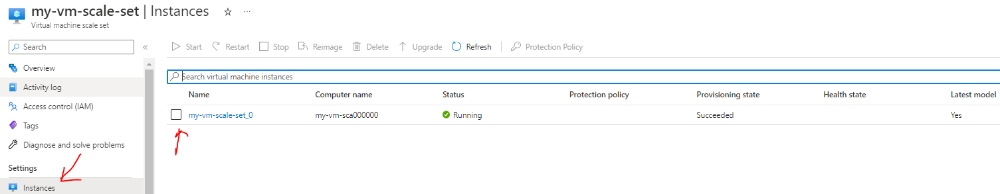 my-vm-scale-set | Instances ☆ ...
Virtual machine scale set
Search «
Start Restart Stop Reimage Delete Upgrade Refresh Protection Policy
Overview
Search virtual machine instances
Activity log
Name Computer name Status Protection policy Provisioning state Health state Latest model
Access control (IAM)
my-vm-scale-set_0 my-vm-sca000000 Running Succeeded Yes
Tags
Diagnose and solve problems
Settings
Instances